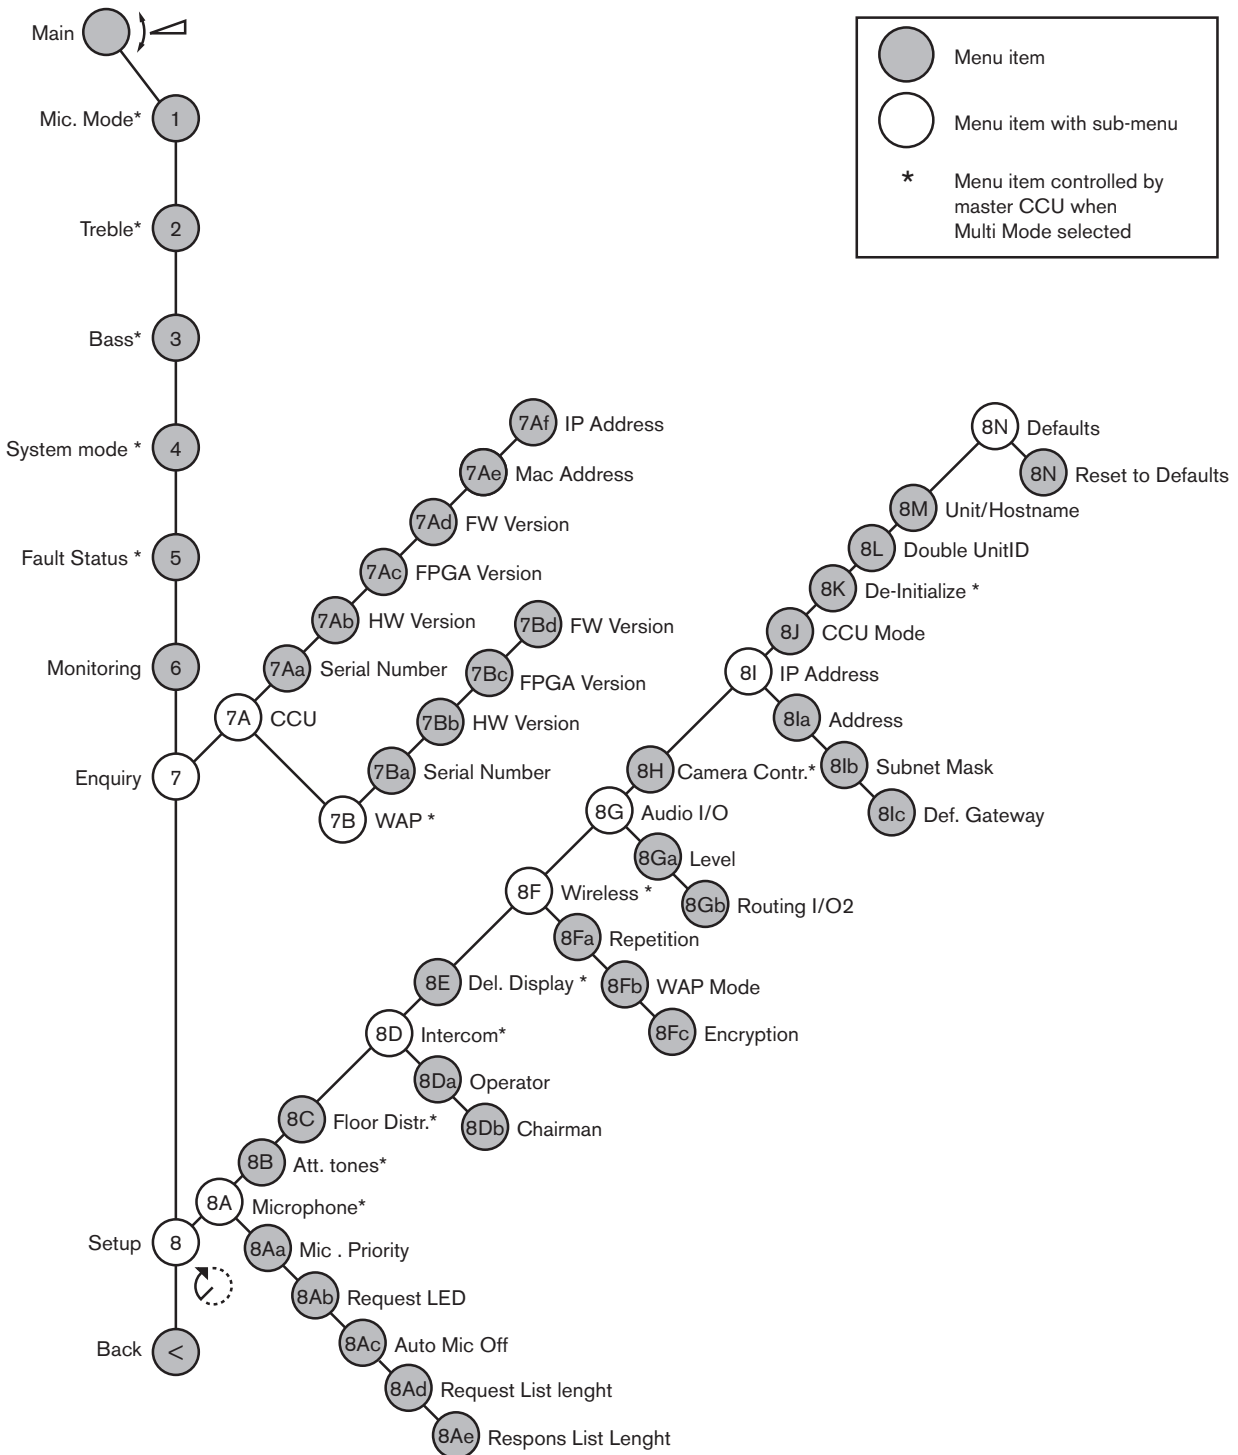 Main
Menu item
Menu item with sub-menu
* Menu item controlled by
master CCU when
Multi Mode selected
Mic. Mode* 1
Treble* 2
Bass* 3
System mode * 4
Fault Status * 5
Monitoring 6
Enquiry 7
7A CCU
7Aa Serial Number
7Ab HW Version
7Ac FPGA Version
7Ad FW Version
7Ae Mac Address
7Af IP Address
7B WAP *
7Ba Serial Number
7Bb HW Version
7Bc FPGA Version
7Bd FW Version
Setup 8
8A Microphone*
8Aa Mic . Priority
8Ab Request LED
8Ac Auto Mic Off
8Ad Request List lenght
8Ae Respons List Lenght
8B Att. tones*
8C Floor Distr.*
8D Intercom*
8Da Operator
8Db Chairman
8E Del. Display *
8F Wireless *
8Fa Repetition
8Fb WAP Mode
8Fc Encryption
8G Audio I/O
8Ga Level
8Gb Routing I/O2
8H Camera Contr.*
8I IP Address
8Ia Address
8Ib Subnet Mask
8Ic Def. Gateway
8J CCU Mode
8K De-Initialize *
8L Double UnitID
8M Unit/Hostname
8N Defaults
8N Reset to Defaults
Back <